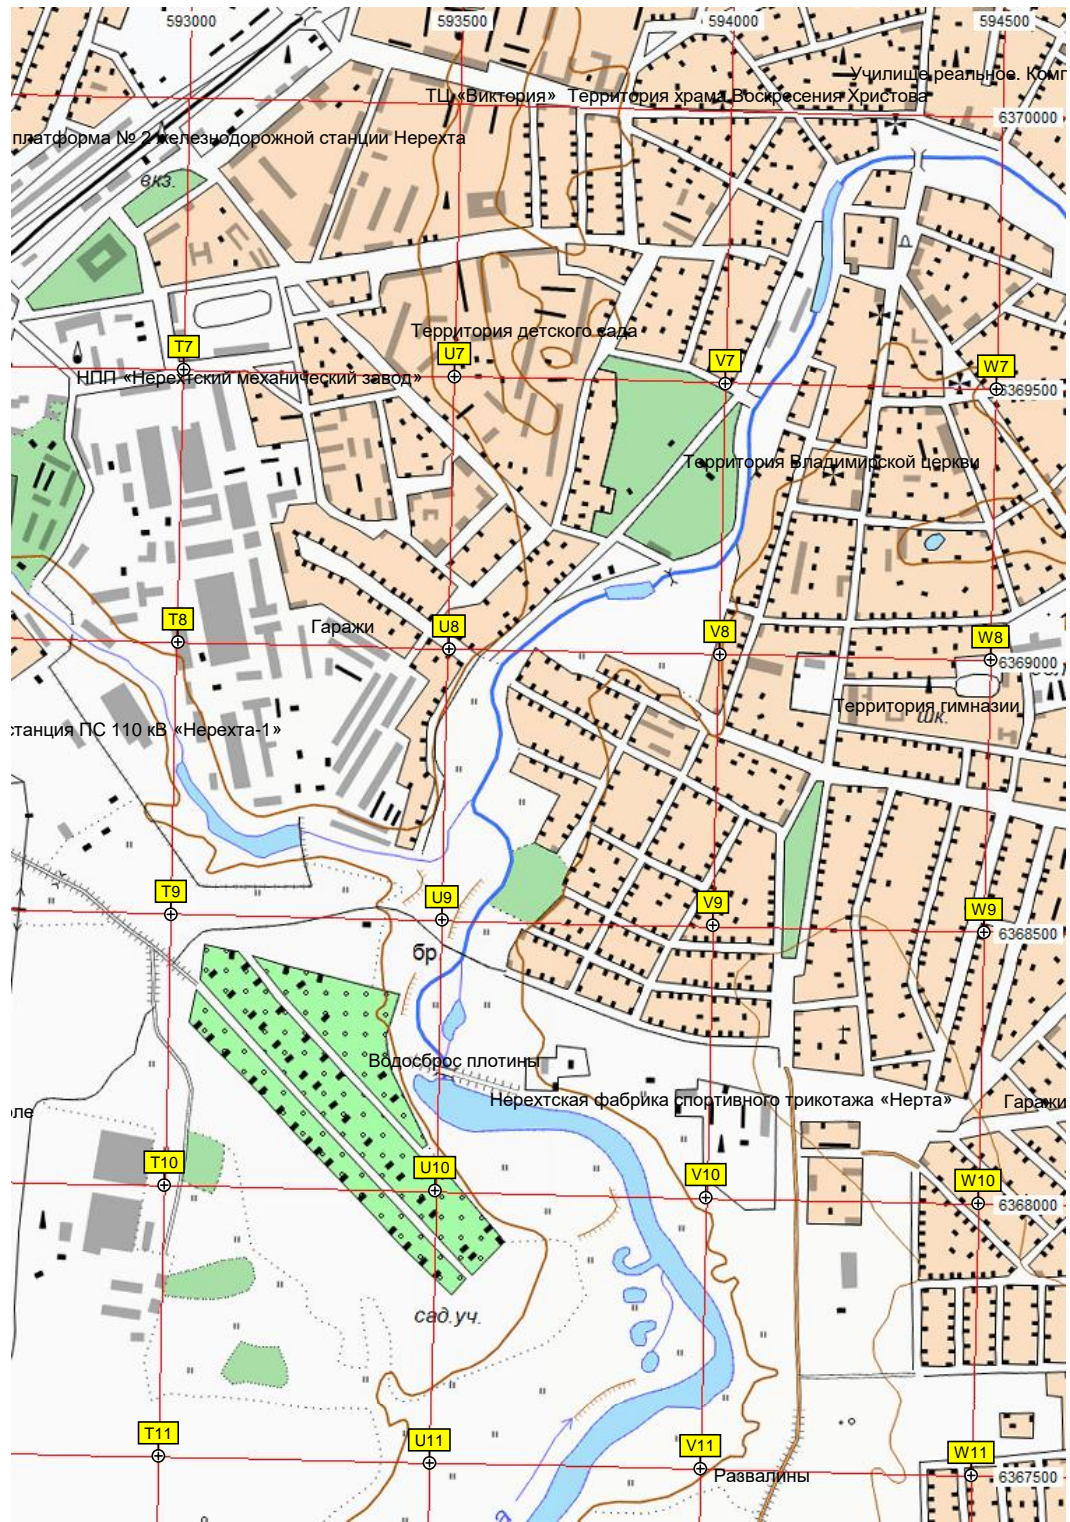 593000 593500 594000 594500
Училище реальное. Комп
ТЦ «Виктория» Территория храма Воскресения Христова
6370000
платформа № 2 железнодорожной станции Нерехта
вкз.
Территория детского сада
T7 U7 V7 W7
НПП «Нерехтский механический завод»
6369500
Территория Владимирской церкви
T8 U8 V8 W8
Гаражи
6369000
Территория гимназии
шк.
станция ПС 110 кВ «Нерехта-1»
T9 U9 V9 W9
6368500
бр
Водосброс плотины
Нерехтская фабрика спортивного трикотажа «Нерта»
Гаражи
оле
T10 U10 V10 W10
6368000
сад.уч.
T11 U11 V11 W11
Развалины
6367500